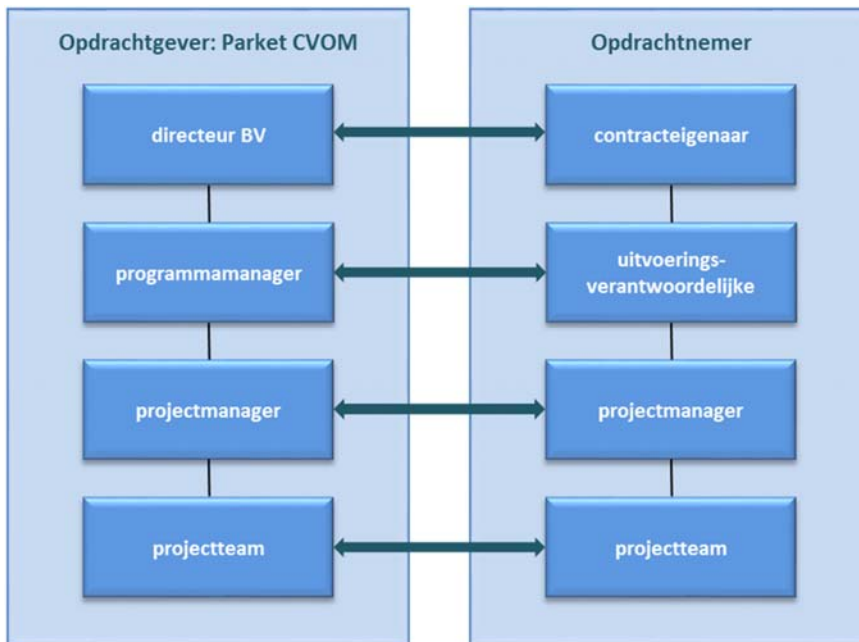 Opdrachtgever: Parket CVOM
Opdrachtnemer
directeur BV
contracteigenaar
programmamanager
uitvoerings-
verantwoordelijke
projectmanager
projectmanager
projectteam
projectteam